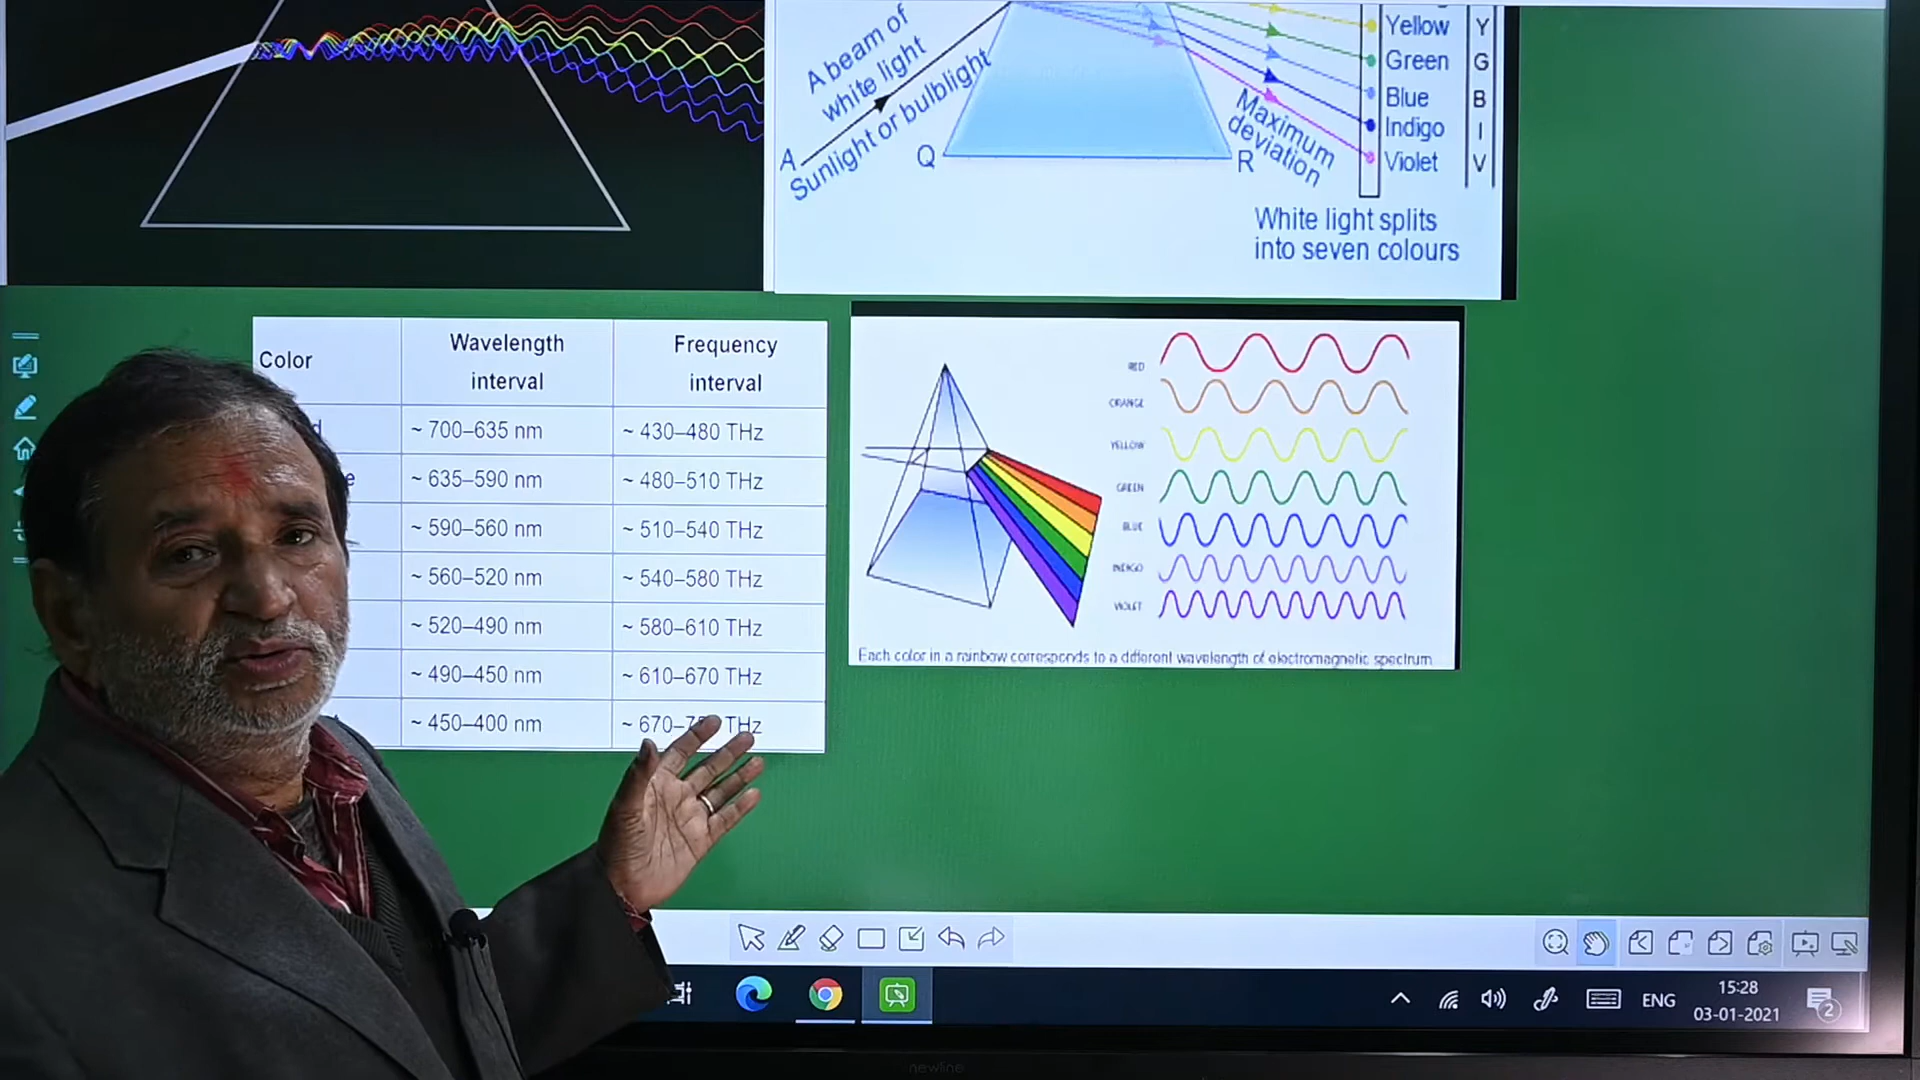 A beam of
white light
Sunlight or bulblight
A
Q
R
Maximum
deviation
Yellow Y
Green G
Blue B
Indigo I
Violet V
White light splits
into seven colours
Color
Wavelength
interval
Frequency
interval
~ 700–635 nm ~ 430–480 THz
~ 635–590 nm ~ 480–510 THz
~ 590–560 nm ~ 510–540 THz
~ 560–520 nm ~ 540–580 THz
~ 520–490 nm ~ 580–610 THz
~ 490–450 nm ~ 610–670 THz
~ 450–400 nm ~ 670– THz
RED
ORANGE
YELLOW
GREEN
BLUE
INDIGO
VIOLET
Each color in a rainbow corresponds to a different wavelength of electromagnetic spectrum.
ENG
15:28
03-01-2021
2
newline